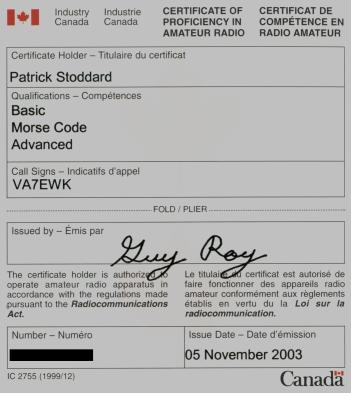 Industry Canada
Industrie Canada
CERTIFICATE OF PROFICIENCY IN AMATEUR RADIO
CERTIFICAT DE COMPÉTENCE EN RADIO AMATEUR
Certificate Holder – Titulaire du certificat
Patrick Stoddard
Qualifications – Compétences
Basic
Morse Code
Advanced
Call Signs – Indicatifs d'appel
VA7EWK
FOLD / PLIER
Issued by – Émis par
Guy Roy
The certificate holder is authorized to
operate amateur radio apparatus in
accordance with the regulations made
pursuant to the Radiocommunications
Act.
Le titulaire du certificat est autorisé de
faire fonctionner des appareils radio
amateur conformément aux règlements
établis en vertu du la Loi sur la
radiocommunication.
Number – Numéro
Issue Date – Date d'émission
05 November 2003
IC 2755 (1999/12)
Canada